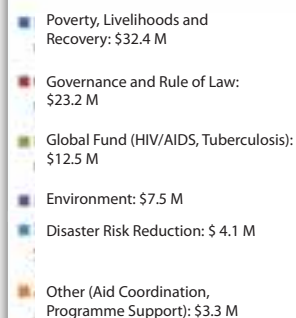 Poverty, Livelihoods and
Recovery: $32.4 M
Governance and Rule of Law:
$23.2 M
Global Fund (HIV/AIDS, Tuberculosis):
$12.5 M
Environment: $7.5 M
Disaster Risk Reduction: $ 4.1 M
Other (Aid Coordination,
Programme Support): $3.3 M